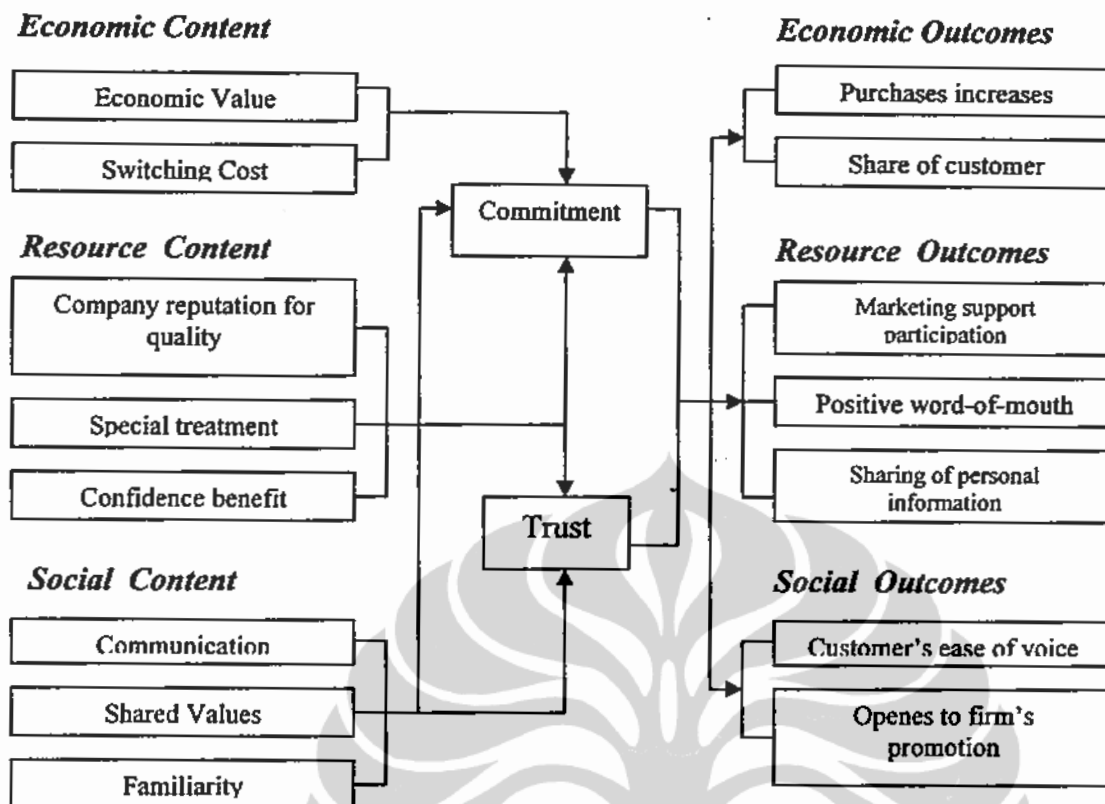 Economic Content
Economic Value
Switching Cost
Resource Content
Company reputation for
quality
Special treatment
Confidence benefit
Social Content
Communication
Shared Values
Familiarity
Commitment
Trust
Economic Outcomes
Purchases increases
Share of customer
Resource Outcomes
Marketing support
participation
Positive word-of-mouth
Sharing of personal
information
Social Outcomes
Customer's ease of voice
Openes to firm's
promotion